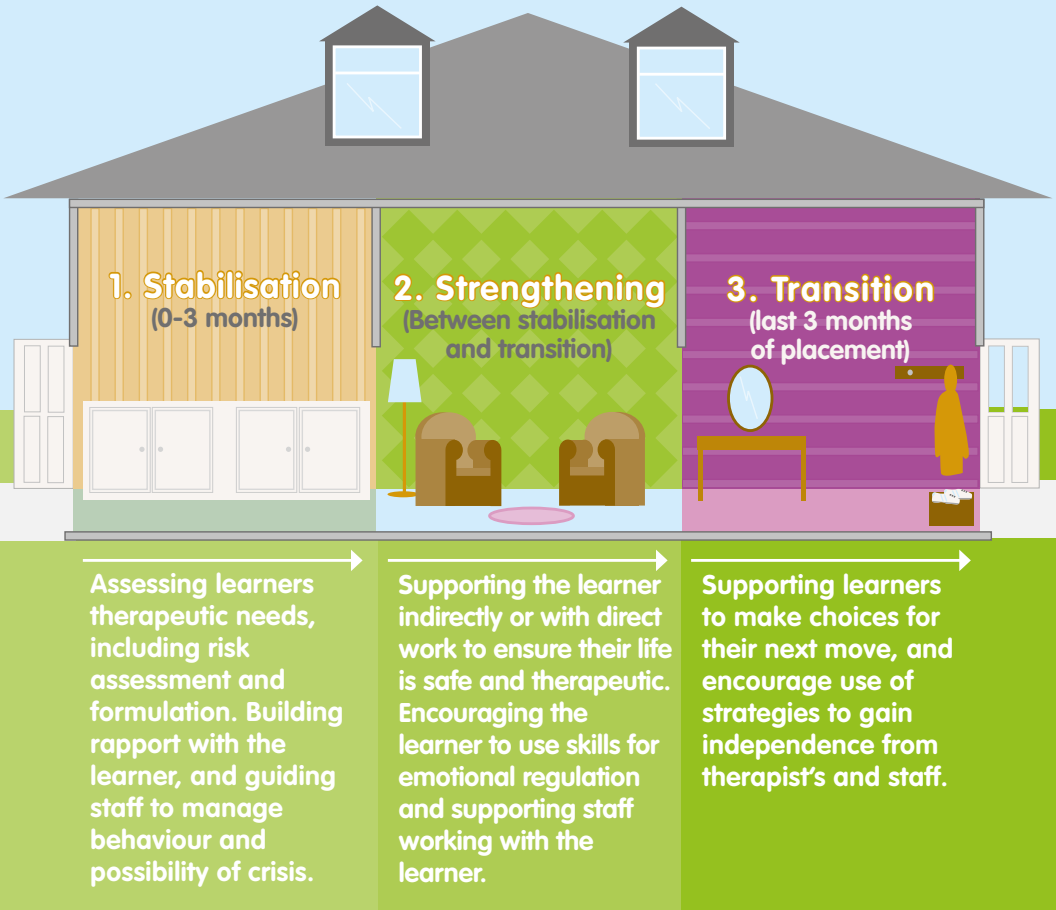 1. Stabilisation
(0-3 months)
2. Strengthening
(Between stabilisation
and transition)
3. Transition
(last 3 months
of placement)
Assessing learners
therapeutic needs,
including risk
assessment and
formulation. Building
rapport with the
learner, and guiding
staff to manage
behaviour and
possibility of crisis.
Supporting the learner
indirectly or with direct
work to ensure their life
is safe and therapeutic.
Encouraging the
learner to use skills for
emotional regulation
and supporting staff
working with the
learner.
Supporting learners
to make choices for
their next move, and
encourage use of
strategies to gain
independence from
therapist's and staff.